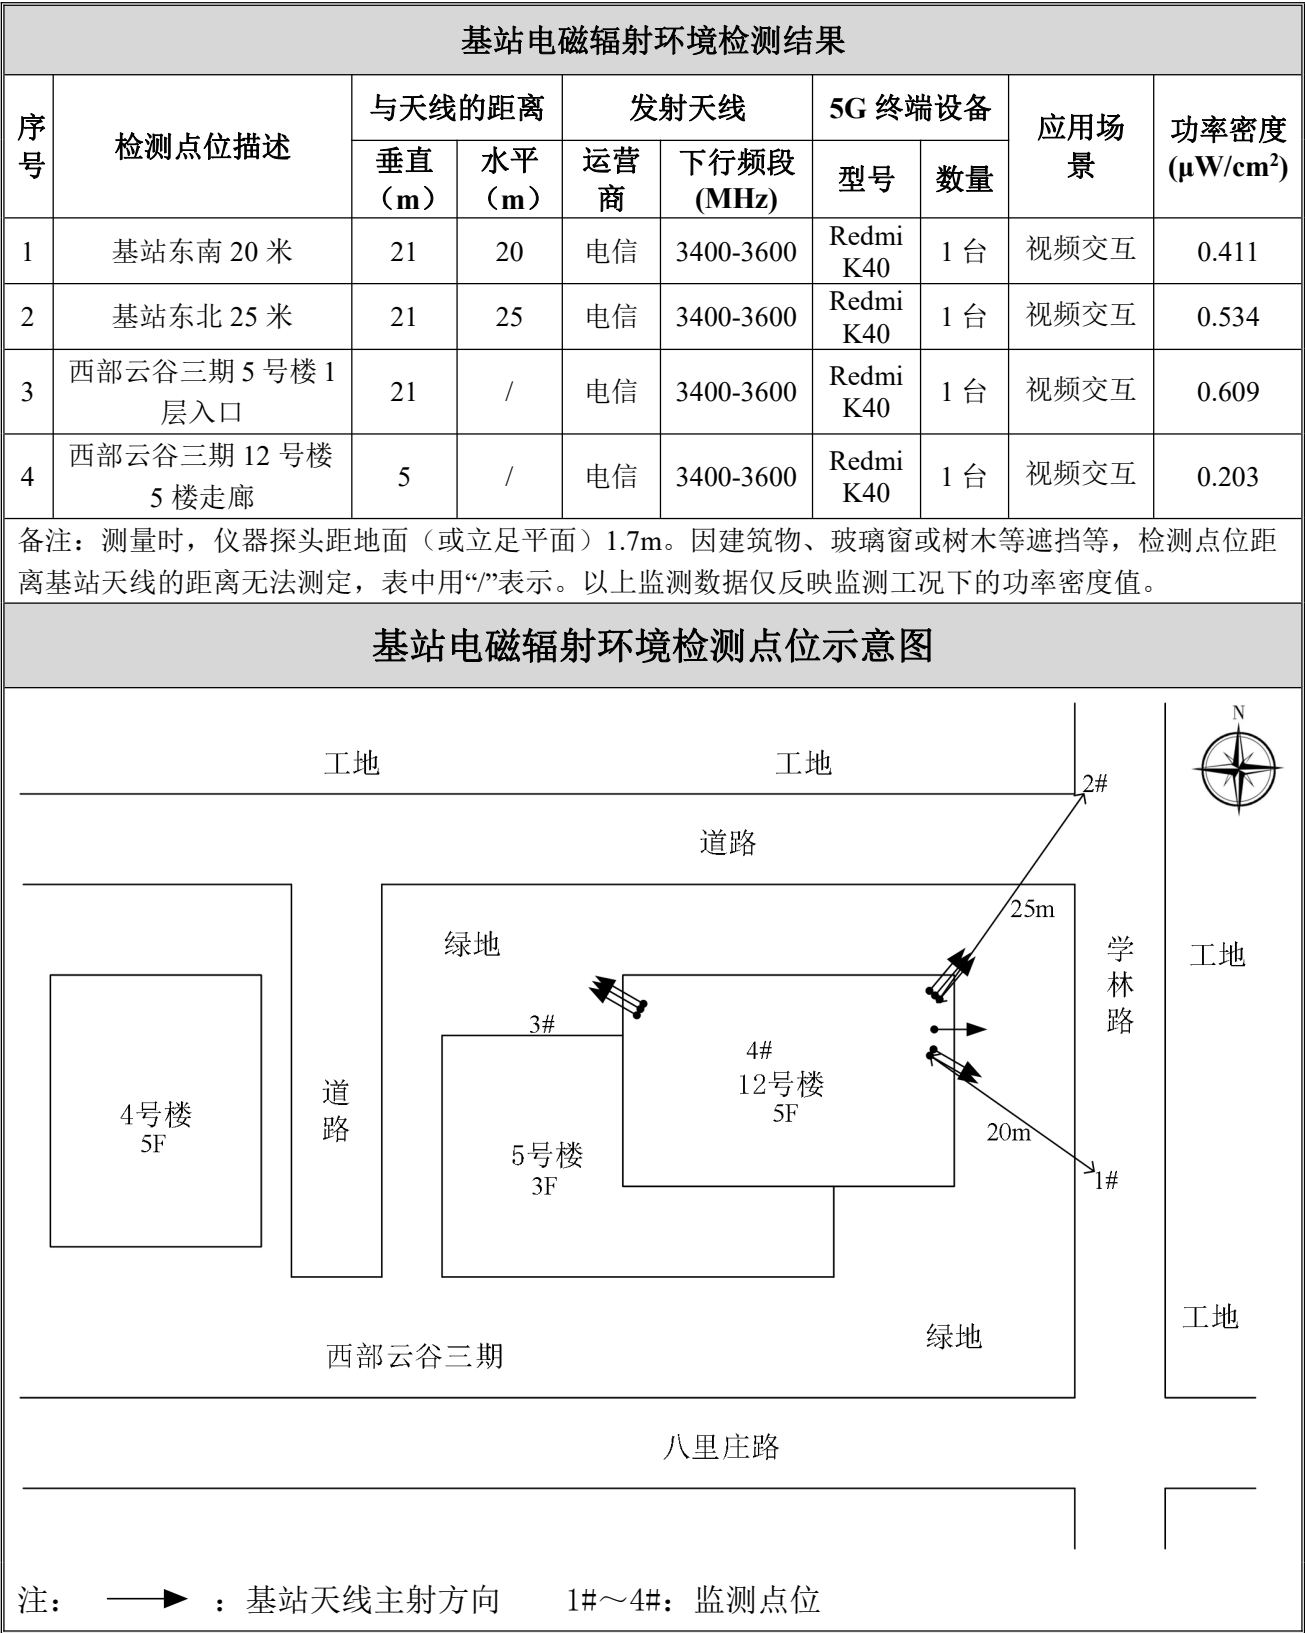 基站电磁辐射环境检测结果
序号 检测点位描述 与天线的距离 发射天线 5G 终端设备 应用场景 功率密度(μW/cm²)
垂直（m） 水平（m） 运营商 下行频段(MHz) 型号 数量
1 基站东南 20 米 21 20 电信 3400-3600 Redmi K40 1 台 视频交互 0.411
2 基站东北 25 米 21 25 电信 3400-3600 Redmi K40 1 台 视频交互 0.534
3 西部云谷三期 5 号楼 1 层入口 21 / 电信 3400-3600 Redmi K40 1 台 视频交互 0.609
4 西部云谷三期 12 号楼 5 楼走廊 5 / 电信 3400-3600 Redmi K40 1 台 视频交互 0.203
备注：测量时，仪器探头距地面（或立足平面）1.7m。因建筑物、玻璃窗或树木等遮挡等，检测点位距
离基站天线的距离无法测定，表中用“/”表示。以上监测数据仅反映监测工况下的功率密度值。
基站电磁辐射环境检测点位示意图
N
工地
工地
2#
道路
25m
绿地
学林路
工地
3#
4#
12号楼
5F
道路
4号楼
5F
20m
5号楼
3F
1#
工地
绿地
西部云谷三期
八里庄路
注： ：基站天线主射方向 1#～4#：监测点位